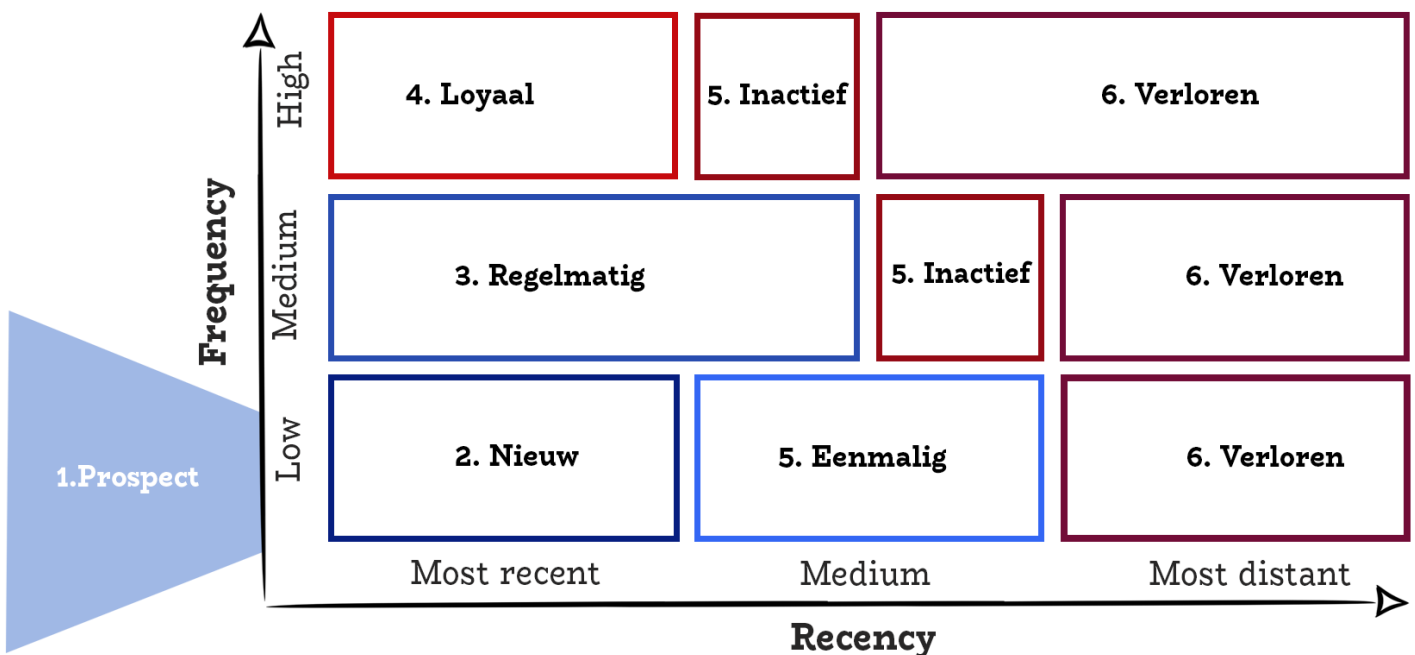 High
4. Loyaal
5. Inactief
6. Verloren
Frequency
Medium
3. Regelmatig
5. Inactief
6. Verloren
1.Prospect
Low
2. Nieuw
5. Eenmalig
6. Verloren
Most recent
Medium
Most distant
Recency